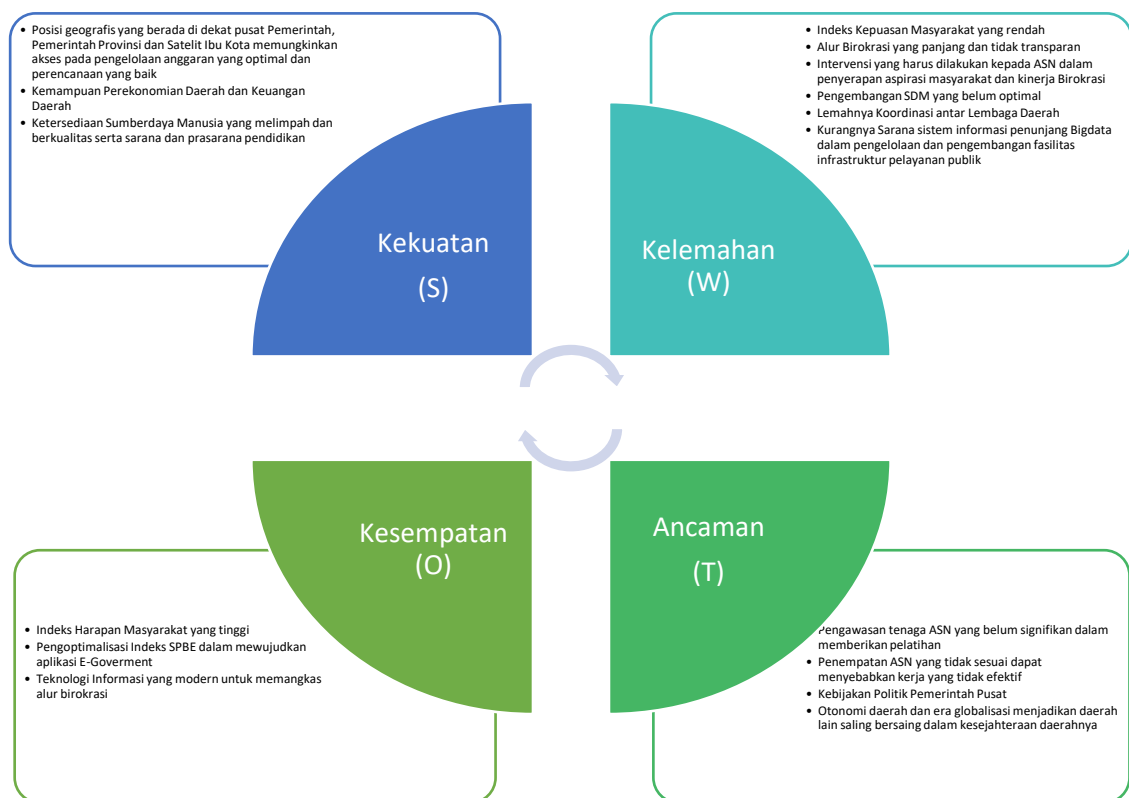 • Posisi geografis yang berada di dekat pusat Pemerintah,
Pemerintah Provinsi dan Satelit Ibu Kota memungkinkan
akses pada pengelolaan anggaran yang optimal dan
perencanaan yang baik
• Kemampuan Perekonomian Daerah dan Keuangan
Daerah
• Ketersediaan Sumberdaya Manusia yang melimpah dan
berkualitas serta sarana dan prasarana pendidikan
• Indeks Kepuasan Masyarakat yang rendah
• Alur Birokrasi yang panjang dan tidak transparan
• Intervensi yang harus dilakukan kepada ASN dalam
penyerapan aspirasi masyarakat dan kinerja Birokrasi
• Pengembangan SDM yang belum optimal
• Lemahnya Koordinasi antar Lembaga Daerah
• Kurangnya Sarana sistem informasi penunjang Bigdata
dalam pengelolaan dan pengembangan fasilitas
infrastruktur pelayanan publik
Kekuatan
(S)
Kelemahan
(W)
Kesempatan
(O)
Ancaman
(T)
• Indeks Harapan Masyarakat yang tinggi
• Pengoptimalisasi Indeks SPBE dalam mewujudkan
aplikasi E-Goverment
• Teknologi Informasi yang modern untuk memangkas
alur birokrasi
Pengawasan tenaga ASN yang belum signifikan dalam
memberikan pelatihan
• Penempatan ASN yang tidak sesuai dapat
menyebabkan kerja yang tidak efektif
• Kebijakan Politik Pemerintah Pusat
• Otonomi daerah dan era globalisasi menjadikan daerah
lain saling bersaing dalam kesejahteraan daerahnya